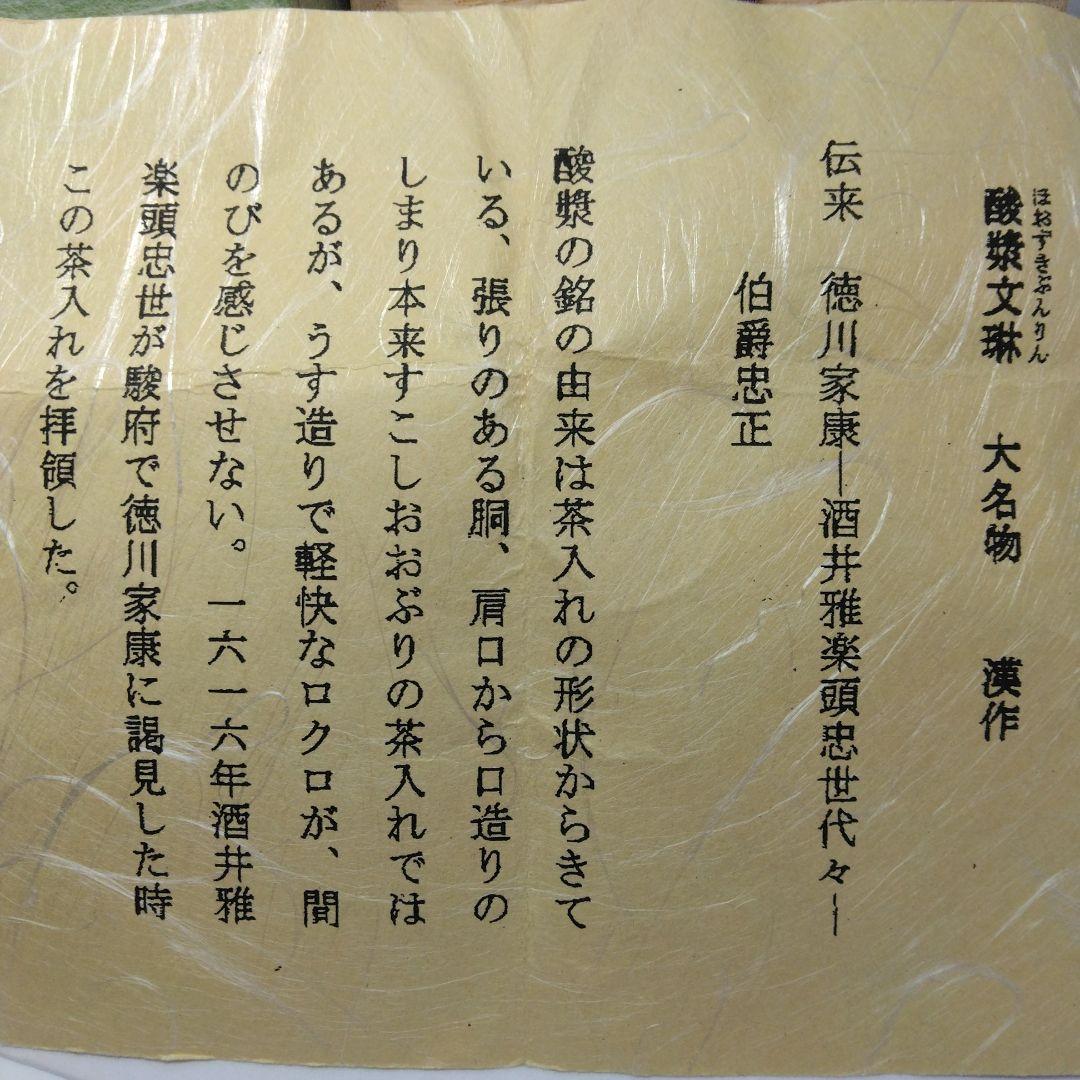 ほおずきぶんりん
酸漿文琳 大名物 漢作
伝来 徳川家康―酒井雅楽頭忠世代々―
伯爵忠正
酸漿の銘の由来は茶入れの形状からきて
いる、張りのある胴、肩口から口造りの
しまり本来すこしおおぶりの茶入れでは
あるが、うす造りで軽快なロクロが、間
のびを感じさせない。一六一六年酒井雅
楽頭忠世が駿府で徳川家康に謁見した時
この茶入れを拝領した。